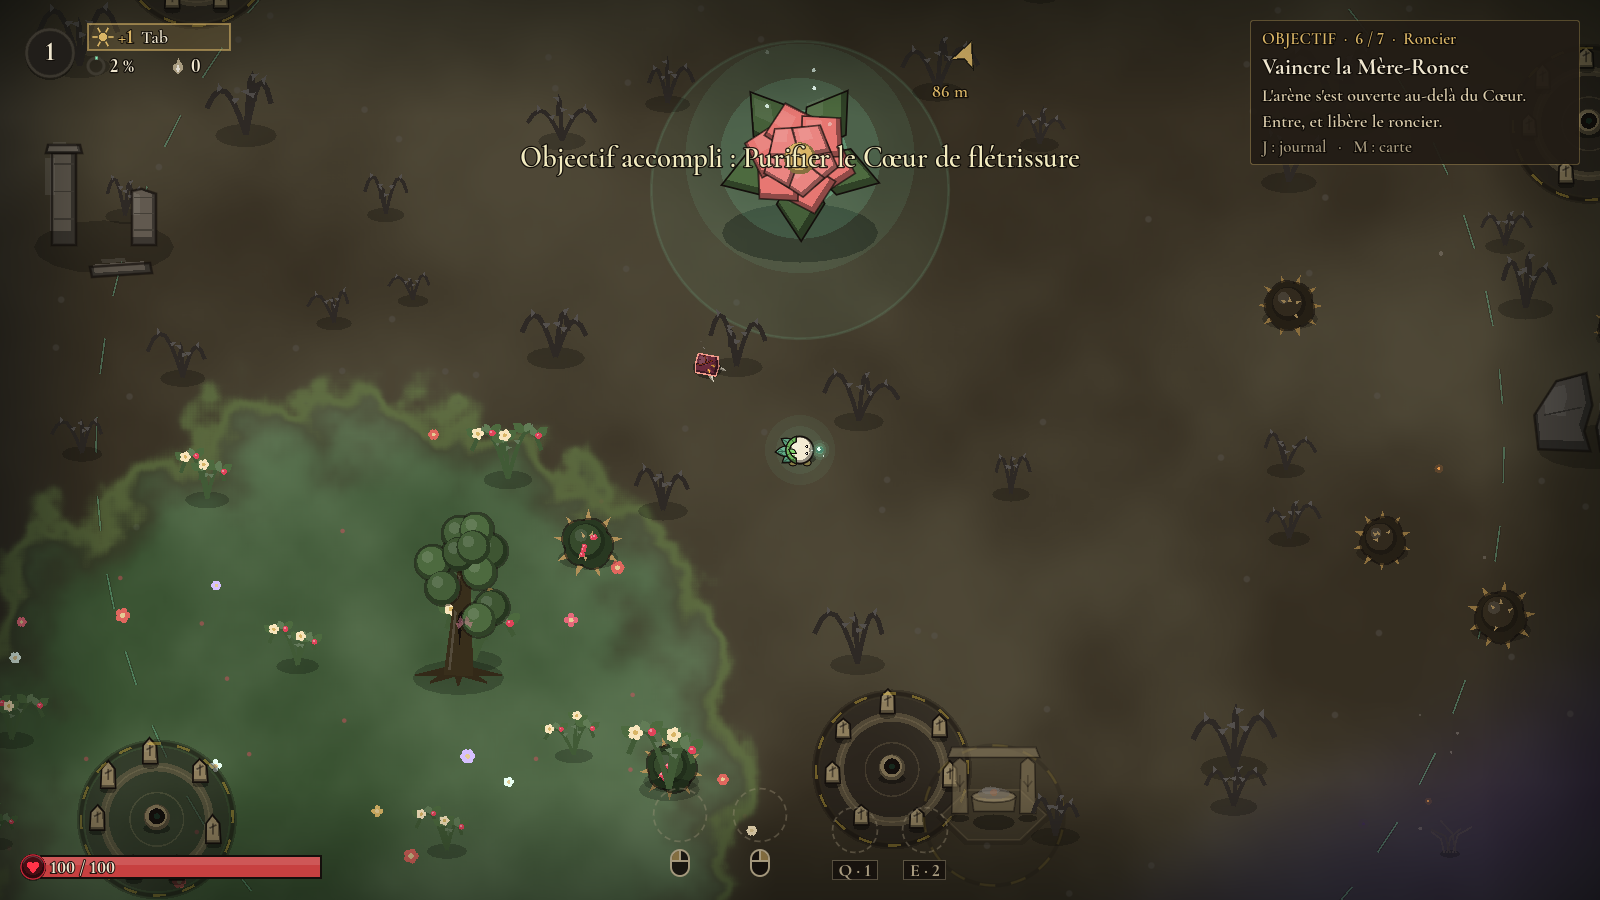 1
+1 Tab
2 %
0
86 m
OBJECTIF · 6 / 7 · Roncier
Vaincre la Mère-Ronce
L'arène s'est ouverte au-delà du Cœur.
Entre, et libère le roncier.
J : journal · M : carte
Objectif accompli : Purifier le Cœur de flétrissure
100 / 100
Q · 1
E · 2